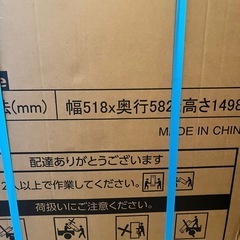 e
法(mm) 幅518x奥行582 高さ1498
MADE IN CH
配達ありがとうございます
2人以上で作業してください
荷扱いにご注意ください。